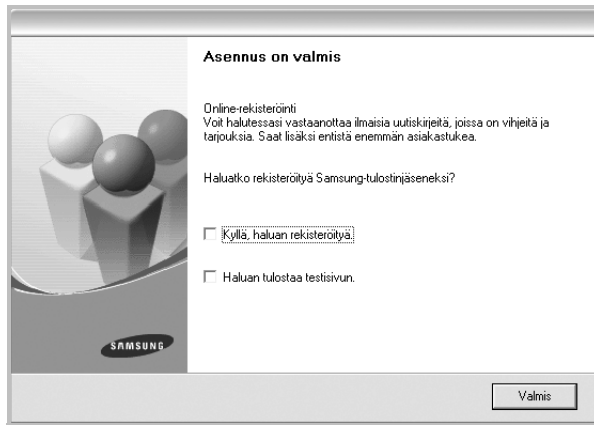 Asennus on valmis
Online-rekisteröinti
Voit halutessasi vastaanottaa ilmaisia uutiskirjeitä, joissa on vihjeitä ja
tarjouksia. Saat lisäksi entistä enemmän asiakastukea.
Haluatko rekisteröityä Samsung-tulostinjäseneksi?
Kyllä, haluan rekisteröityä.
Haluan tulostaa testisivun.
SAMSUNG
Valmis